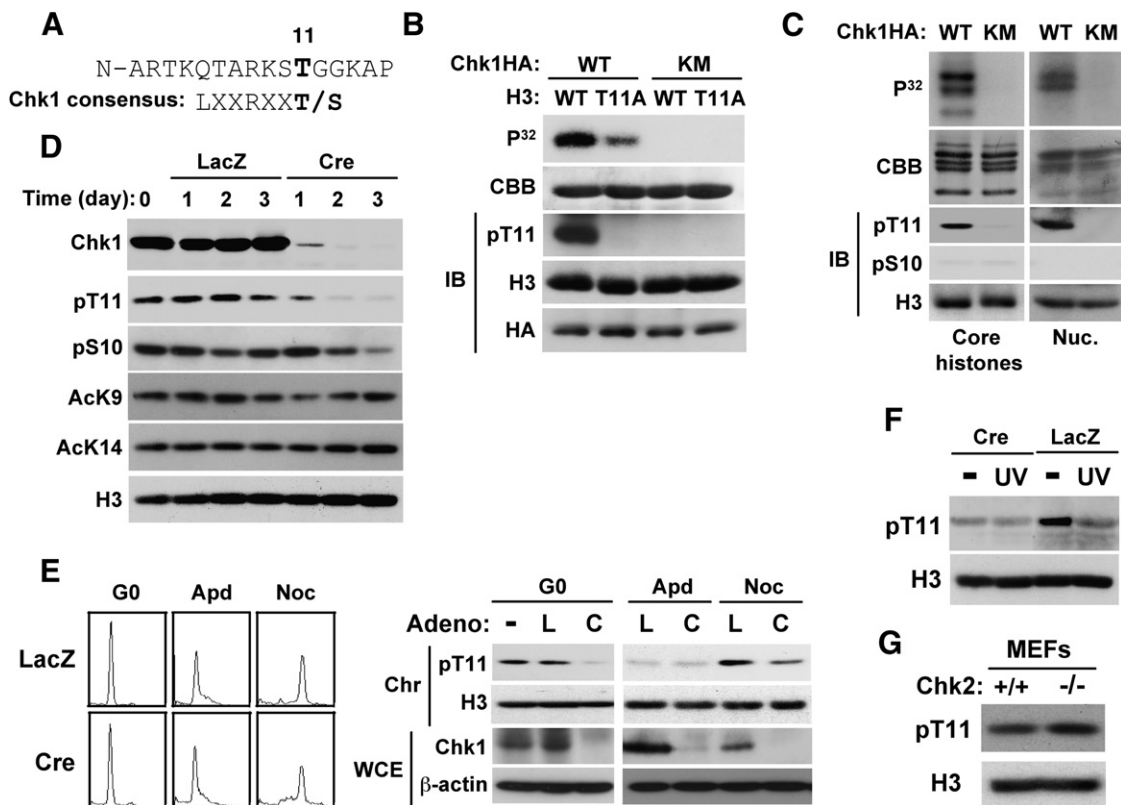 A
11
N-ARTKQTARKSTGGKAP
Chk1 consensus: LXXRXXT/S
B
Chk1HA: WT KM
H3: WT T11A WT T11A
P32
CBB
IB
pT11
H3
HA
C
Chk1HA: WT KM WT KM
P32
CBB
IB
pT11
pS10
H3
Core histones
Nuc.
D
LacZ Cre
Time (day): 0 1 2 3 1 2 3
Chk1
pT11
pS10
AcK9
AcK14
H3
E
G0 Apd Noc
LacZ
Cre
G0 Apd Noc
Adeno: - L C L C L C
Chr
pT11
H3
WCE
Chk1
β-actin
F
Cre LacZ
- UV - UV
pT11
H3
G
MEFs
Chk2: +/+ -/-
pT11
H3